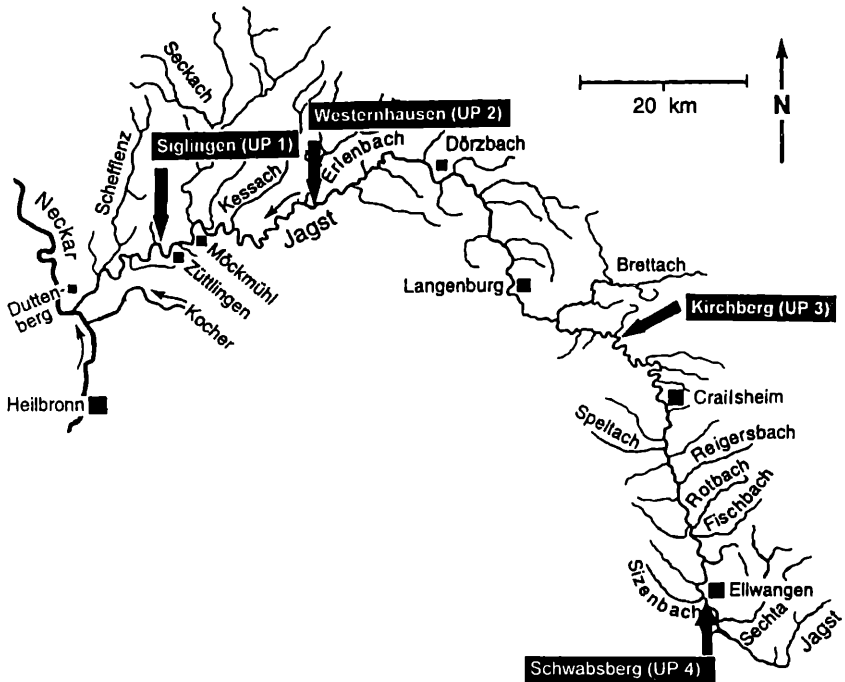 Seckach
20 km
N
Westernhausen (UP 2)
Siglingen (UP 1)
Schefflenz
Erlenbach
Dörzbach
Kessach
Neckar
Jagst
Möckmühl
Züttlingen
Dutten-
berg
Kocher
Langenburg
Brettach
Kirchberg (UP 3)
Heilbronn
Crailsheim
Speltach
Reigersbach
Rotbach
Fischbach
Sizenbach
Ellwangen
Sechta
Jagst
Schwabsberg (UP 4)